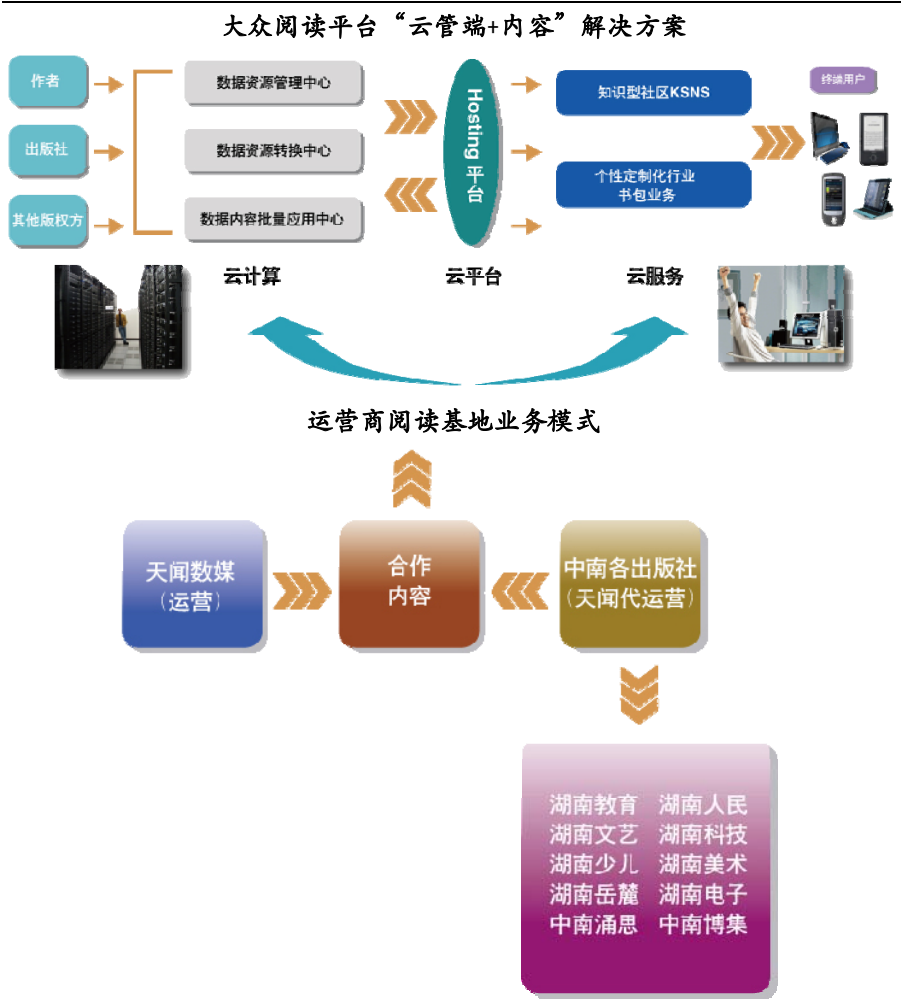 大众阅读平台“云管端+内容”解决方案
作者
出版社
其他版权方
数据资源管理中心
数据资源转换中心
数据内容批量应用中心
Hosting 平台
知识型社区KSNS
个性定制化行业
书包业务
终端用户
云计算
云平台
云服务
运营商阅读基地业务模式
天闻数媒
（运营）
合作
内容
中南各出版社
（天闻代运营）
湖南教育 湖南人民
湖南文艺 湖南科技
湖南少儿 湖南美术
湖南岳麓 湖南电子
中南涌思 中南博集